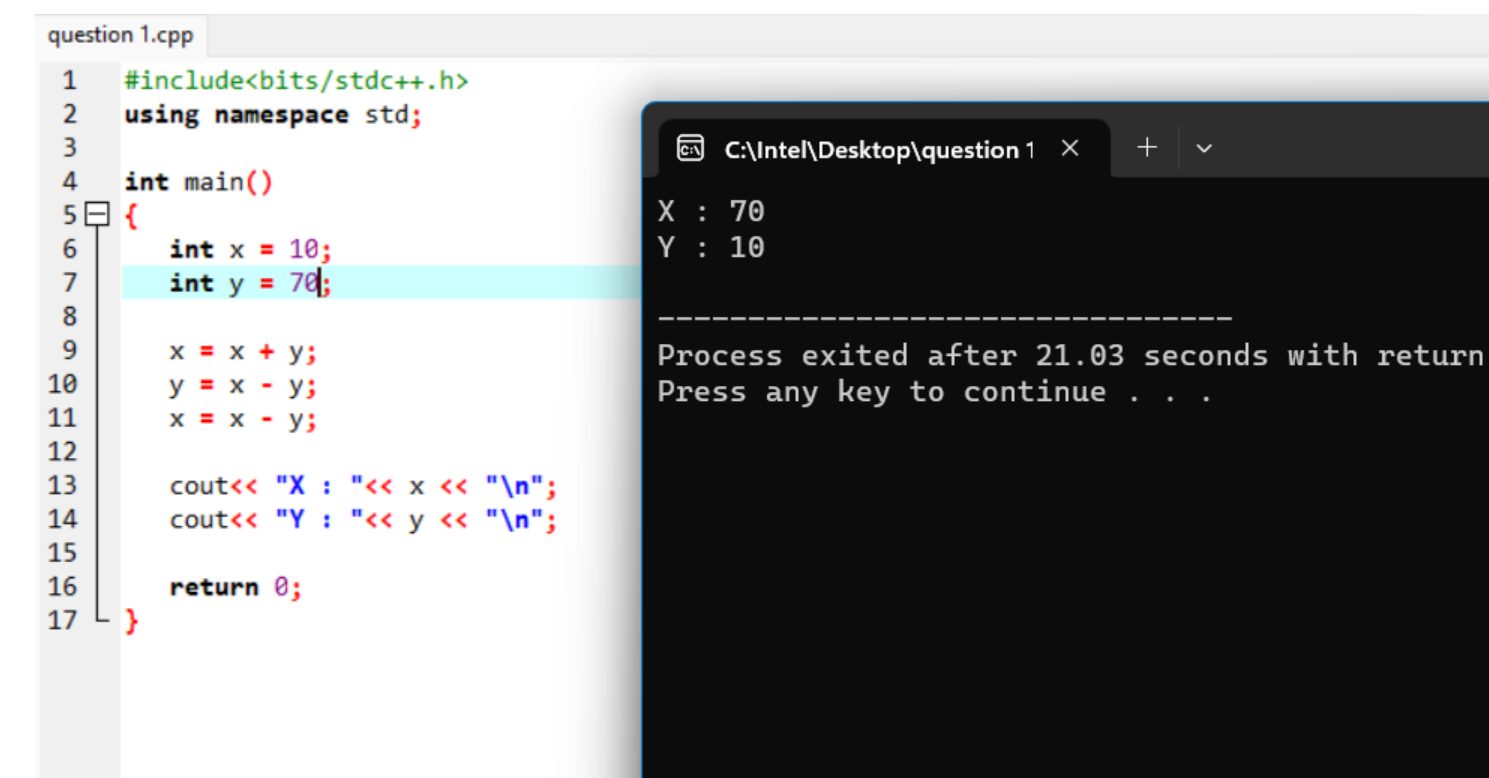 question 1.cpp
1 #include<bits/stdc++.h>
2 using namespace std;
3
4 int main()
5 {
6 int x = 10;
7 int y = 70;
8
9 x = x + y;
10 y = x - y;
11 x = x - y;
12
13 cout<< "X : "<< x << "\n";
14 cout<< "Y : "<< y << "\n";
15
16 return 0;
17 }
C:\Intel\Desktop\question 1
X : 70
Y : 10
--------------------------------
Process exited after 21.03 seconds with return
Press any key to continue . . .